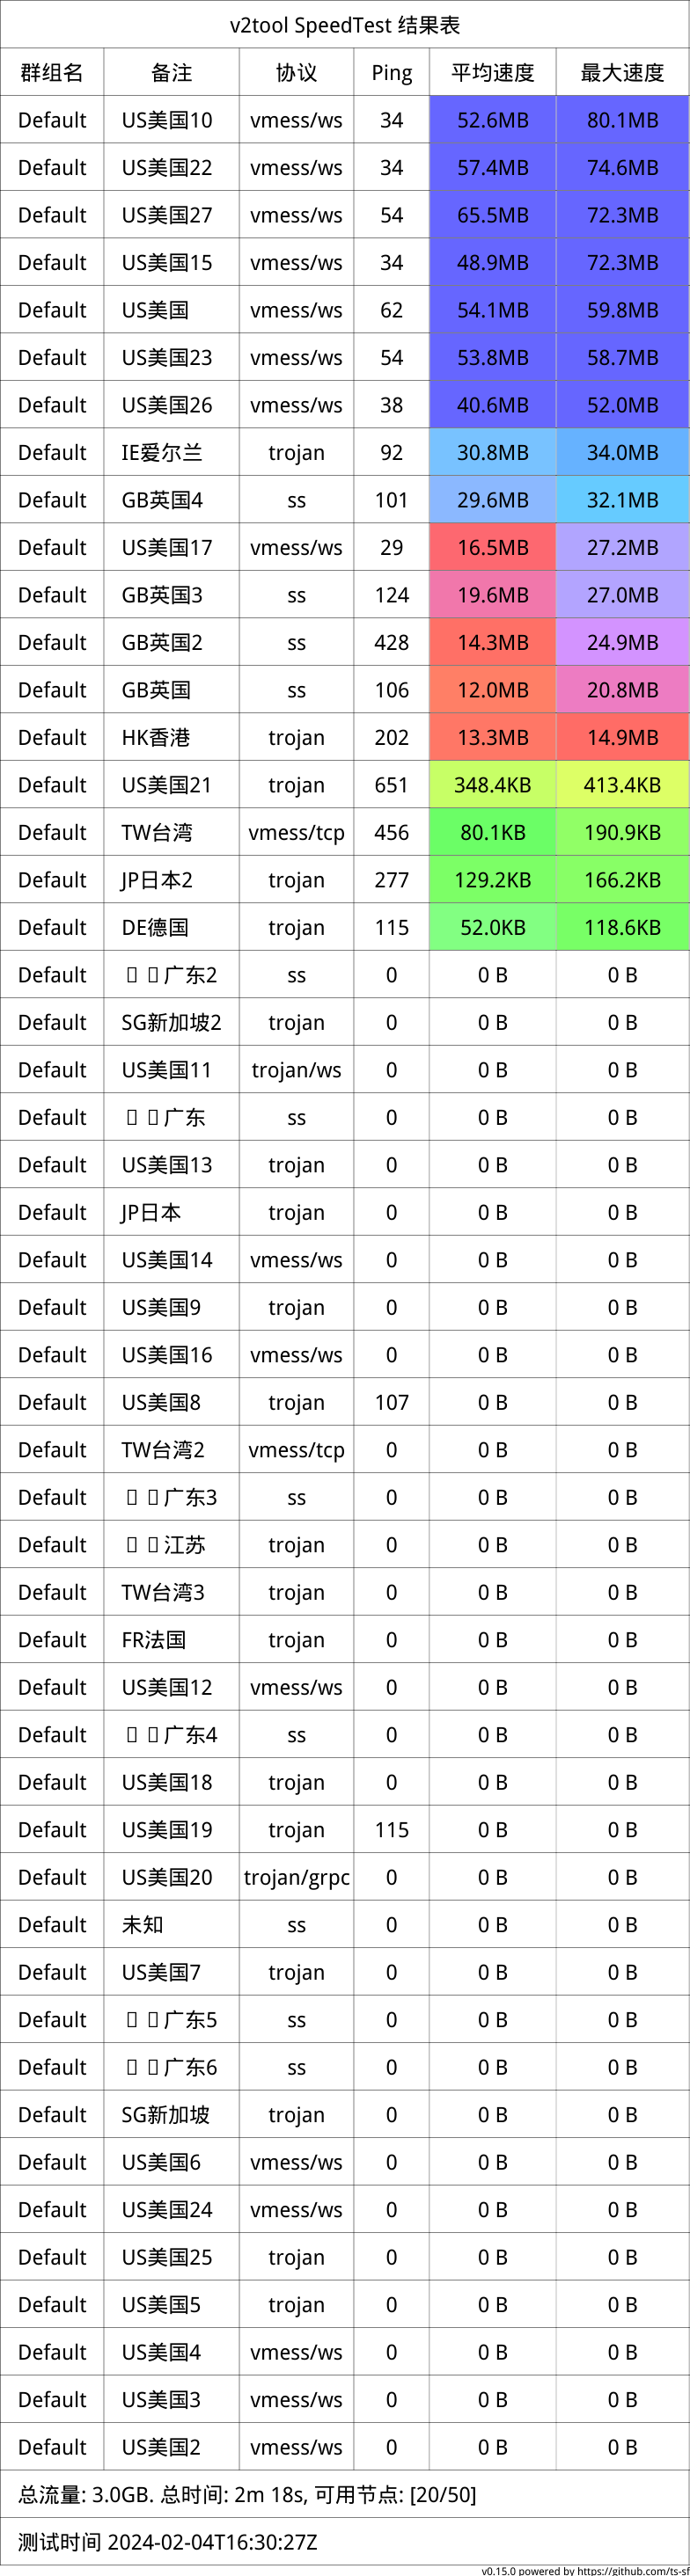 v2tool SpeedTest 结果表
群组名 备注 协议 Ping 平均速度 最大速度
Default US美国10 vmess/ws 34 52.6MB 80.1MB
Default US美国22 vmess/ws 34 57.4MB 74.6MB
Default US美国27 vmess/ws 54 65.5MB 72.3MB
Default US美国15 vmess/ws 34 48.9MB 72.3MB
Default US美国 vmess/ws 62 54.1MB 59.8MB
Default US美国23 vmess/ws 54 53.8MB 58.7MB
Default US美国26 vmess/ws 38 40.6MB 52.0MB
Default IE爱尔兰 trojan 92 30.8MB 34.0MB
Default GB英国4 ss 101 29.6MB 32.1MB
Default US美国17 vmess/ws 29 16.5MB 27.2MB
Default GB英国3 ss 124 19.6MB 27.0MB
Default GB英国2 ss 428 14.3MB 24.9MB
Default GB英国 ss 106 12.0MB 20.8MB
Default HK香港 trojan 202 13.3MB 14.9MB
Default US美国21 trojan 651 348.4KB 413.4KB
Default TW台湾 vmess/tcp 456 80.1KB 190.9KB
Default JP日本2 trojan 277 129.2KB 166.2KB
Default DE德国 trojan 115 52.0KB 118.6KB
Default 广东2 ss 0 0 B 0 B
Default SG新加坡2 trojan 0 0 B 0 B
Default US美国11 trojan/ws 0 0 B 0 B
Default 广东 ss 0 0 B 0 B
Default US美国13 trojan 0 0 B 0 B
Default JP日本 trojan 0 0 B 0 B
Default US美国14 vmess/ws 0 0 B 0 B
Default US美国9 trojan 0 0 B 0 B
Default US美国16 vmess/ws 0 0 B 0 B
Default US美国8 trojan 107 0 B 0 B
Default TW台湾2 vmess/tcp 0 0 B 0 B
Default 广东3 ss 0 0 B 0 B
Default 江苏 trojan 0 0 B 0 B
Default TW台湾3 trojan 0 0 B 0 B
Default FR法国 trojan 0 0 B 0 B
Default US美国12 vmess/ws 0 0 B 0 B
Default 广东4 ss 0 0 B 0 B
Default US美国18 trojan 0 0 B 0 B
Default US美国19 trojan 115 0 B 0 B
Default US美国20 trojan/grpc 0 0 B 0 B
Default 未知 ss 0 0 B 0 B
Default US美国7 trojan 0 0 B 0 B
Default 广东5 ss 0 0 B 0 B
Default 广东6 ss 0 0 B 0 B
Default SG新加坡 trojan 0 0 B 0 B
Default US美国6 vmess/ws 0 0 B 0 B
Default US美国24 vmess/ws 0 0 B 0 B
Default US美国25 trojan 0 0 B 0 B
Default US美国5 trojan 0 0 B 0 B
Default US美国4 vmess/ws 0 0 B 0 B
Default US美国3 vmess/ws 0 0 B 0 B
Default US美国2 vmess/ws 0 0 B 0 B
总流量: 3.0GB. 总时间: 2m 18s, 可用节点: [20/50]
测试时间 2024-02-04T16:30:27Z
v0.15.0 powered by https://github.com/ts-sf